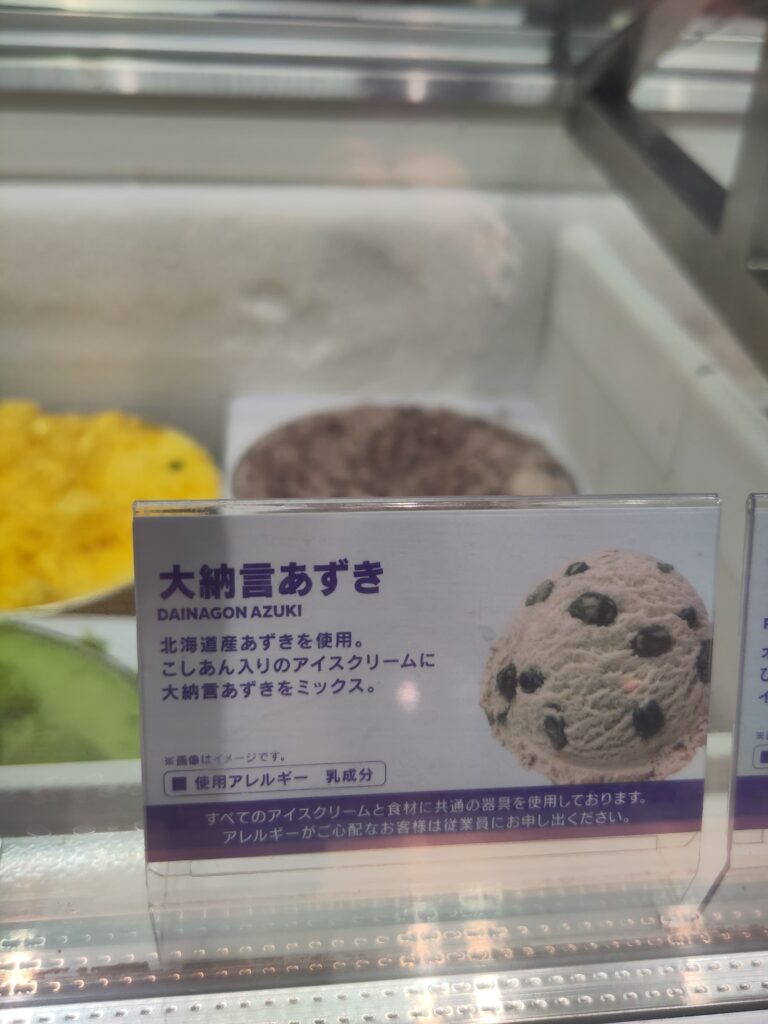 大納言あずき
DAINAGON AZUKI
北海道産あずきを使用。
こしあん入りのアイスクリームに
大納言あずきをミックス。
※画像はイメージです。
■ 使用アレルギー 乳成分
すべてのアイスクリームと食材に共通の器具を使用しております。
アレルギーがご心配なお客様は従業員にお申し出ください。